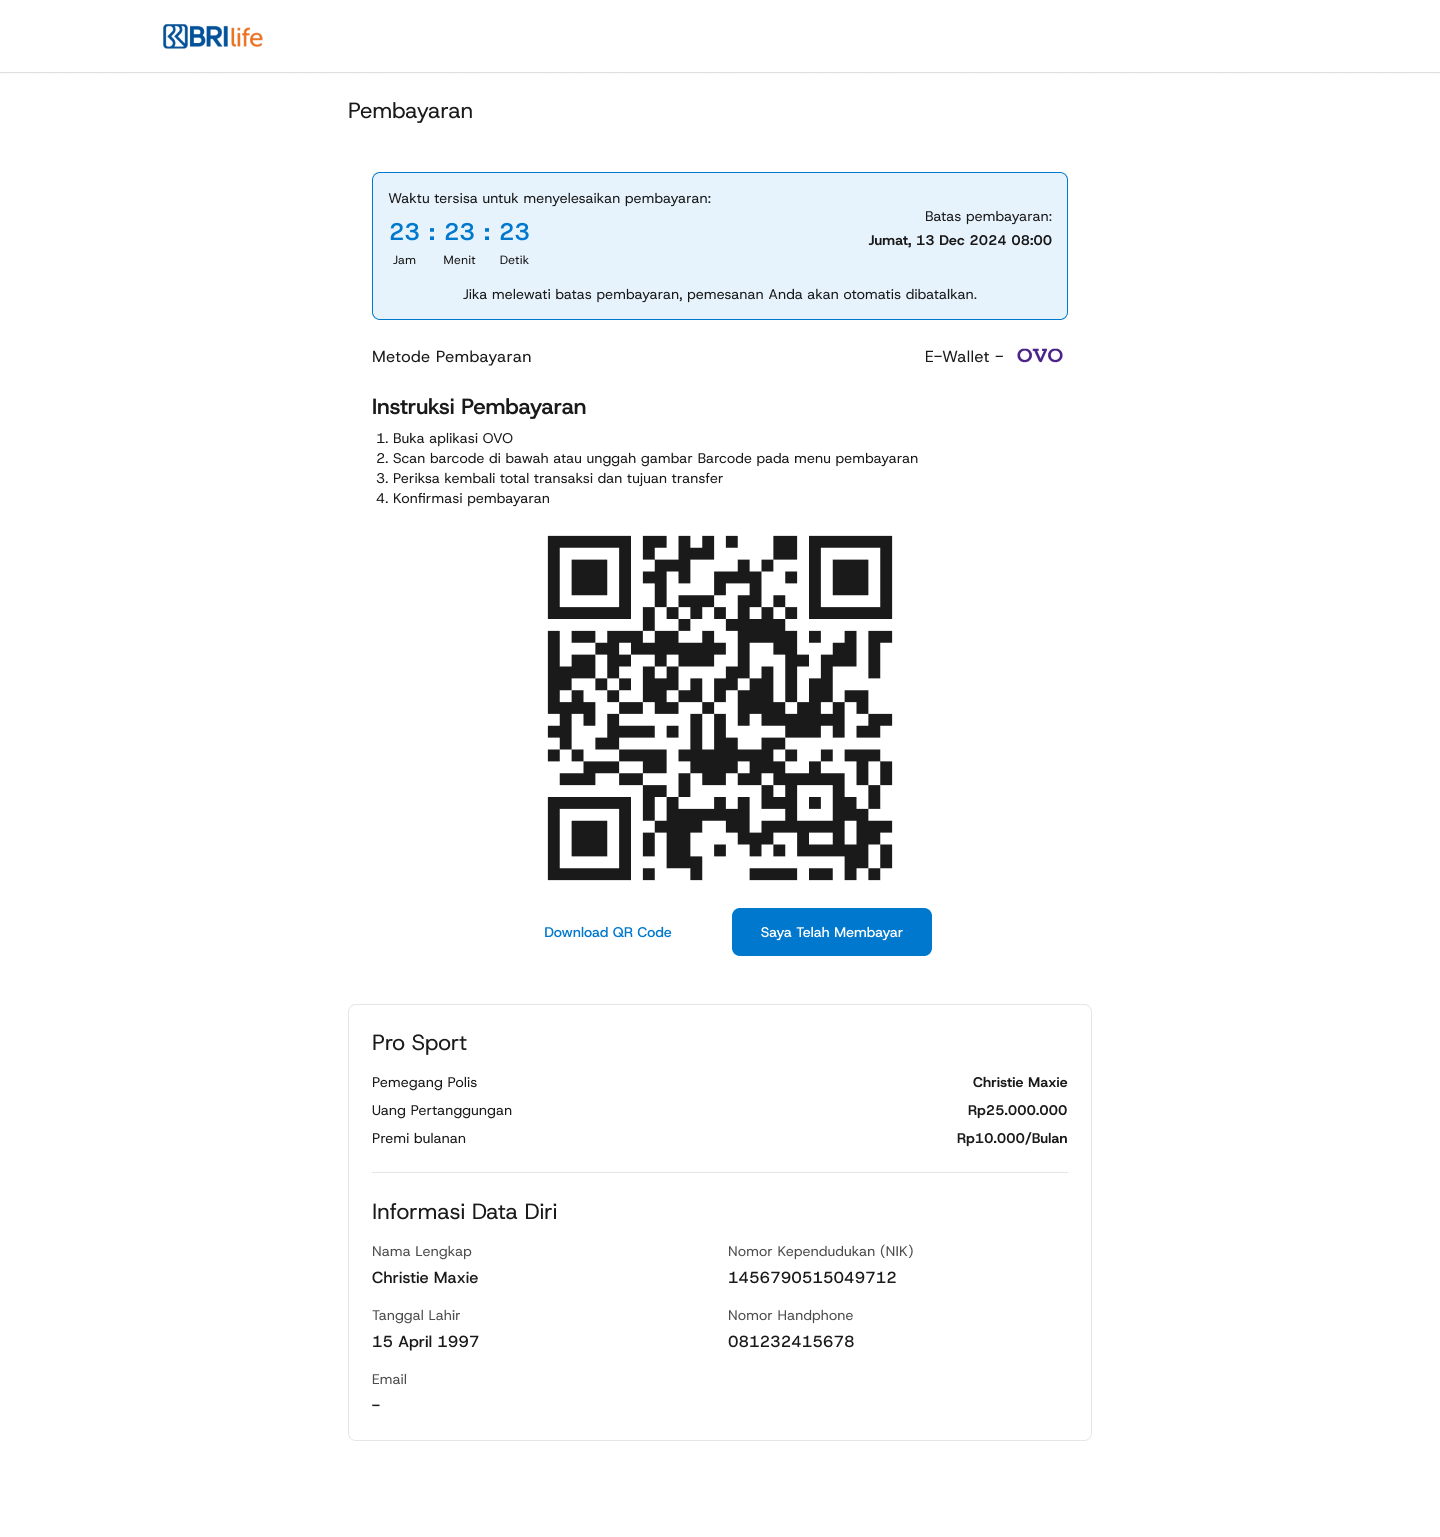 BRI life
Pembayaran
Waktu tersisa untuk menyelesaikan pembayaran:
23 : 23 : 23
Jam Menit Detik
Batas pembayaran:
Jumat, 13 Dec 2024 08:00
Jika melewati batas pembayaran, pemesanan Anda akan otomatis dibatalkan.
Metode Pembayaran
E-Wallet - OVO
Instruksi Pembayaran
1. Buka aplikasi OVO
2. Scan barcode di bawah atau unggah gambar Barcode pada menu pembayaran
3. Periksa kembali total transaksi dan tujuan transfer
4. Konfirmasi pembayaran
Download QR Code
Saya Telah Membayar
Pro Sport
Pemegang Polis Christie Maxie
Uang Pertanggungan Rp25.000.000
Premi bulanan Rp10.000/Bulan
Informasi Data Diri
Nama Lengkap
Christie Maxie
Nomor Kependudukan (NIK)
1456790515049712
Tanggal Lahir
15 April 1997
Nomor Handphone
081232415678
Email
-